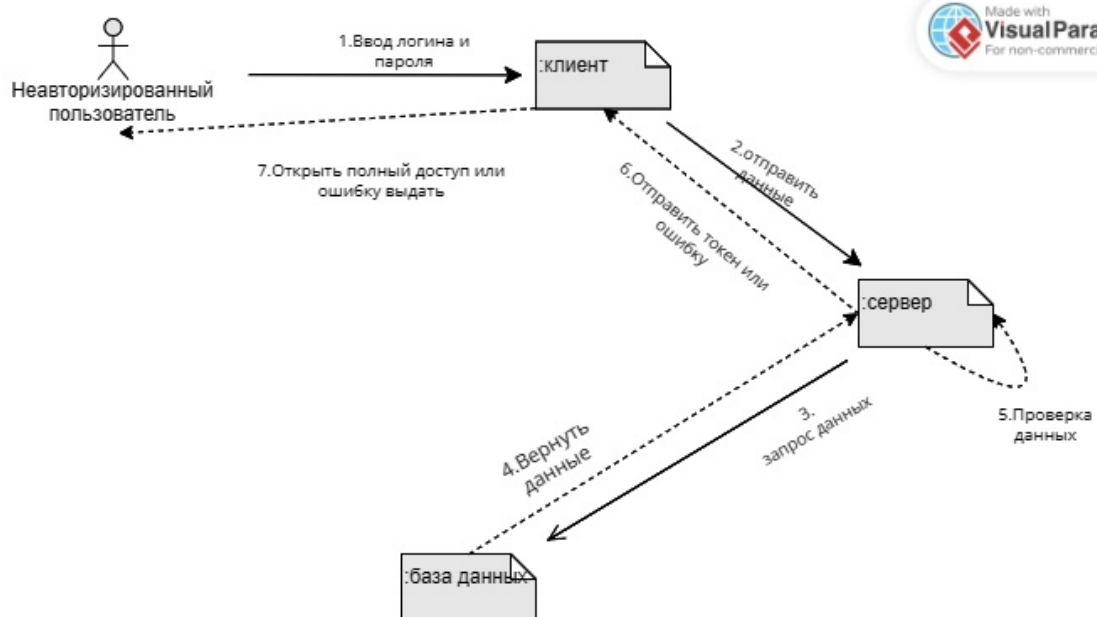 Made with
VisualPara
For non-commerc
1.Ввод логина и
пароля
:клиент
Неавторизированный
пользователь
7.Открыть полный доступ или
ошибку выдать
2.отправить
данные
6.Отправить токен или
ошибку
:сервер
3.
запрос данных
5.Проверка
данных
4.Вернуть
данные
:база данных